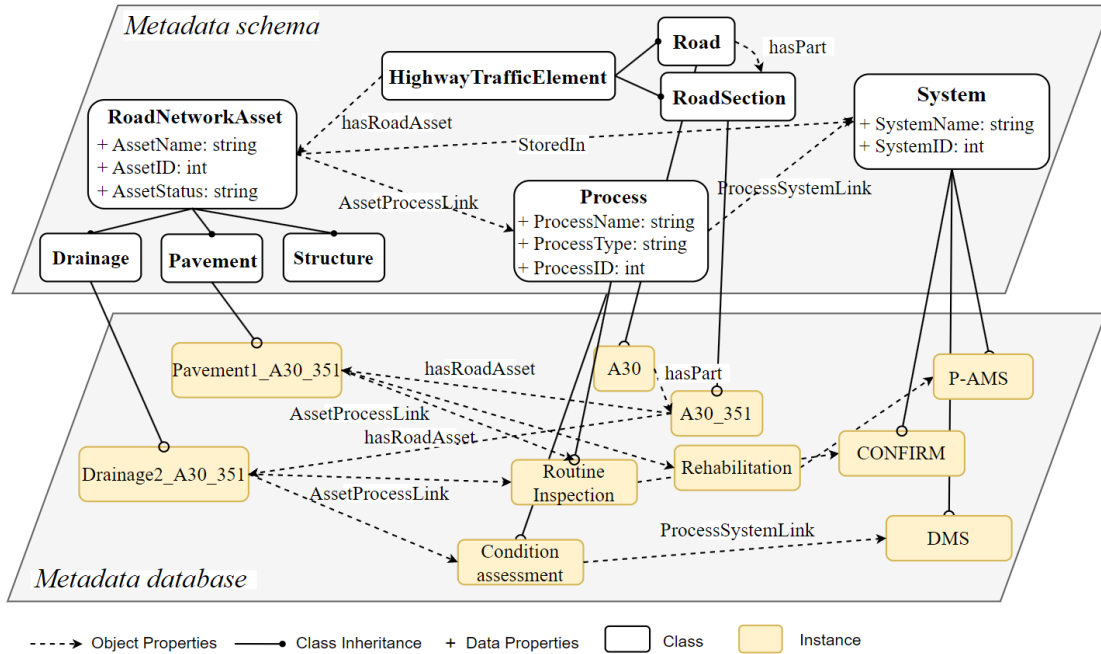 Metadata schema
Road
hasPart
HighwayTrafficElement
RoadSection
System
+ SystemName: string
+ SystemID: int
RoadNetworkAsset
+ AssetName: string
+ AssetID: int
+ AssetStatus: string
hasRoadAsset
StoredIn
AssetProcessLink
ProcessSystemLink
Process
+ ProcessName: string
+ ProcessType: string
+ ProcessID: int
Drainage
Pavement
Structure
Pavement1_A30_351
hasRoadAsset
A30
hasPart
P-AMS
AssetProcessLink
A30_351
hasRoadAsset
Drainage2_A30_351
Routine
Inspection
Rehabilitation
CONFIRM
AssetProcessLink
ProcessSystemLink
DMS
Condition
assessment
Metadada database
Object Properties
Class Inheritance
+ Data Properties
Class
Instance